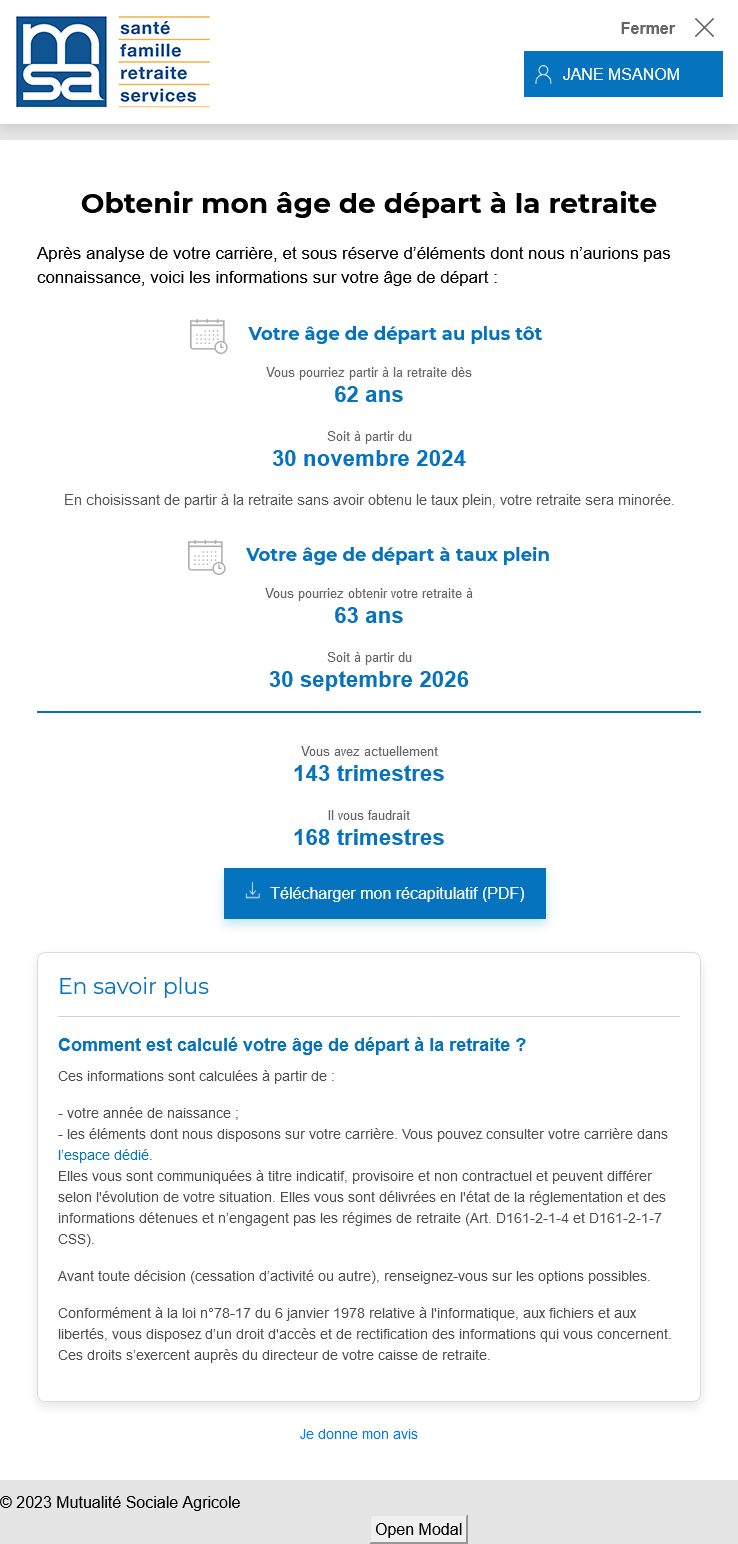 msa
santé
famille
retraite
services
Fermer
JANE MSANOM
Obtenir mon âge de départ à la retraite
Après analyse de votre carrière, et sous réserve d’éléments dont nous n’aurions pas
connaissance, voici les informations sur votre âge de départ :
Votre âge de départ au plus tôt
Vous pourriez partir à la retraite dès
62 ans
Soit à partir du
30 novembre 2024
En choisissant de partir à la retraite sans avoir obtenu le taux plein, votre retraite sera minorée.
Votre âge de départ à taux plein
Vous pourriez obtenir votre retraite à
63 ans
Soit à partir du
30 septembre 2026
Vous avez actuellement
143 trimestres
Il vous faudrait
168 trimestres
Télécharger mon récapitulatif (PDF)
En savoir plus
Comment est calculé votre âge de départ à la retraite ?
Ces informations sont calculées à partir de :
- votre année de naissance ;
- les éléments dont nous disposons sur votre carrière. Vous pouvez consulter votre carrière dans
l’espace dédié.
Elles vous sont communiquées à titre indicatif, provisoire et non contractuel et peuvent différer
selon l'évolution de votre situation. Elles vous sont délivrées en l'état de la réglementation et des
informations détenues et n’engagent pas les régimes de retraite (Art. D161-2-1-4 et D161-2-1-7
CSS).
Avant toute décision (cessation d’activité ou autre), renseignez-vous sur les options possibles.
Conformément à la loi n°78-17 du 6 janvier 1978 relative à l'informatique, aux fichiers et aux
libertés, vous disposez d’un droit d'accès et de rectification des informations qui vous concernent.
Ces droits s’exercent auprès du directeur de votre caisse de retraite.
Je donne mon avis
© 2023 Mutualité Sociale Agricole
Open Modal